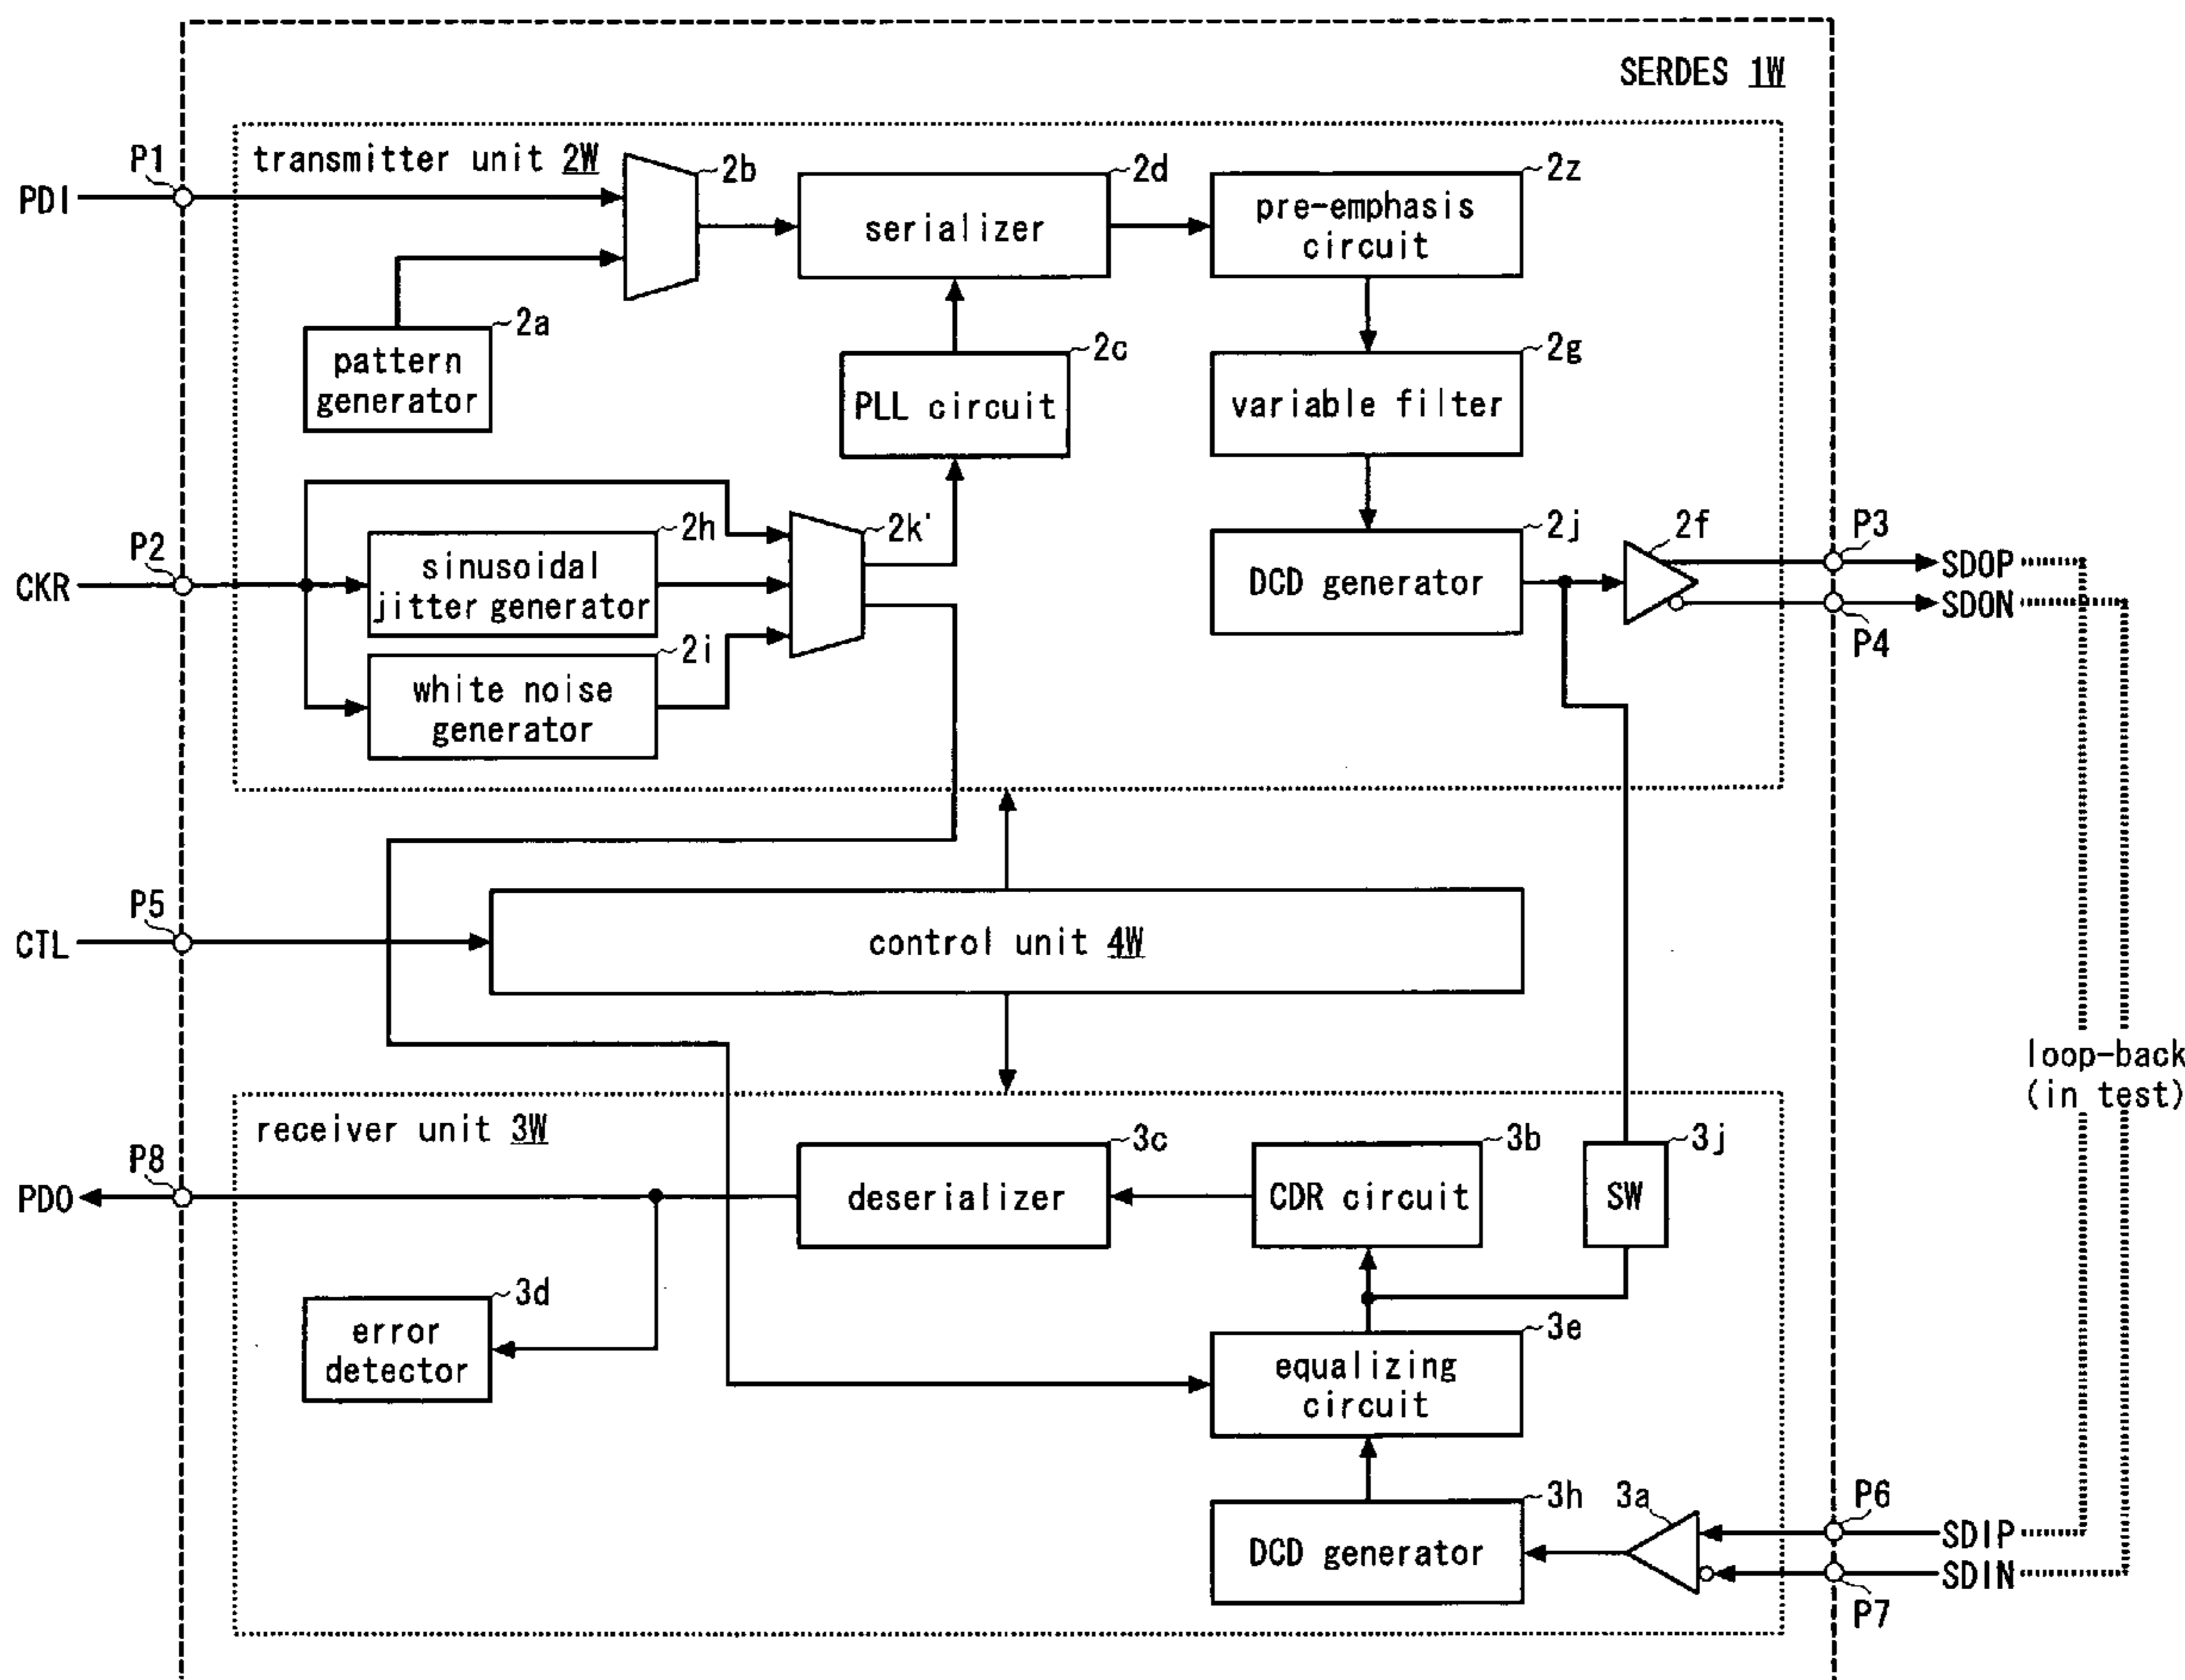 SERDES 1W
P1
PDI
transmitter unit 2W
2b
2d
serializer
2z
pre-emphasis
circuit
2a
pattern
generator
2c
PLL circuit
2g
variable filter
P2
CKR
2h
sinusoidal
jitter generator
2k'
2i
white noise
generator
2j
DCD generator
2f
P3
SDOP
SDON
P4
P5
CTL
control unit 4W
loop-back
(in test)
receiver unit 3W
P8
PDO
3c
deserializer
3b
CDR circuit
3j
SW
3d
error
detector
3e
equalizing
circuit
3h
DCD generator
3a
P6
SDIP
SDIN
P7